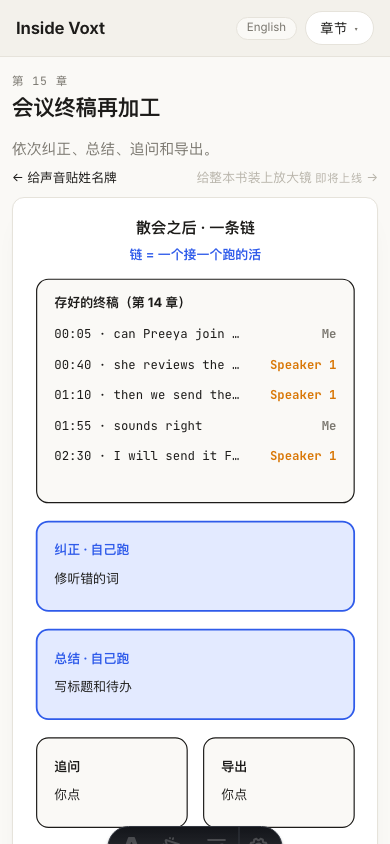 Inside Voxt
English
章节
第 15 章
会议终稿再加工
依次纠正、总结、追问和导出。
← 给声音贴姓名牌
给整本书装上放大镜 即将上线 →
散会之后 · 一条链
链 = 一个接一个跑的活
存好的终稿（第 14 章）
00:05 · can Preeya join … Me
00:40 · she reviews the … Speaker 1
01:10 · then we send the… Speaker 1
01:55 · sounds right Me
02:30 · I will send it F… Speaker 1
纠正 · 自己跑
修听错的词
总结 · 自己跑
写标题和待办
追问
你点
导出
你点